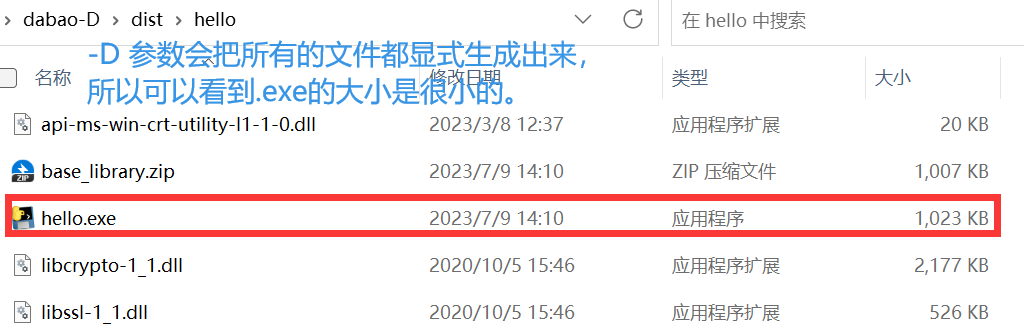 dabao-D > dist > hello
在 hello 中搜索
-D 参数会把所有的文件都显式生成出来，
所以可以看到.exe的大小是很小的。
名称 修改日期 类型 大小
api-ms-win-crt-utility-l1-1-0.dll 2023/3/8 12:37 应用程序扩展 20 KB
base_library.zip 2023/7/9 14:10 ZIP 压缩文件 1,007 KB
hello.exe 2023/7/9 14:10 应用程序 1,023 KB
libcrypto-1_1.dll 2020/10/5 15:46 应用程序扩展 2,177 KB
libssl-1_1.dll 2020/10/5 15:46 应用程序扩展 526 KB